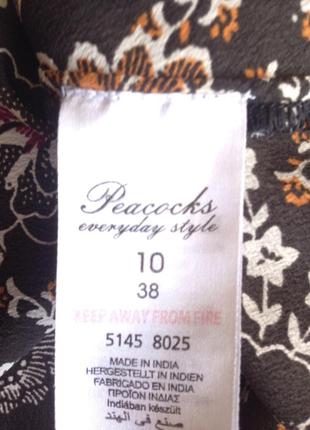 Peacocks
everyday style
10
38
KEEP AWAY FROM FIRE
5145 8025
MADE IN INDIA
HERGESTELLT IN INDIEN
FABRICADO EN INDIA
ΠΡΟΪΟΝ ΙΝΔΙΑΣ
Indiában készült
صنع في الهند